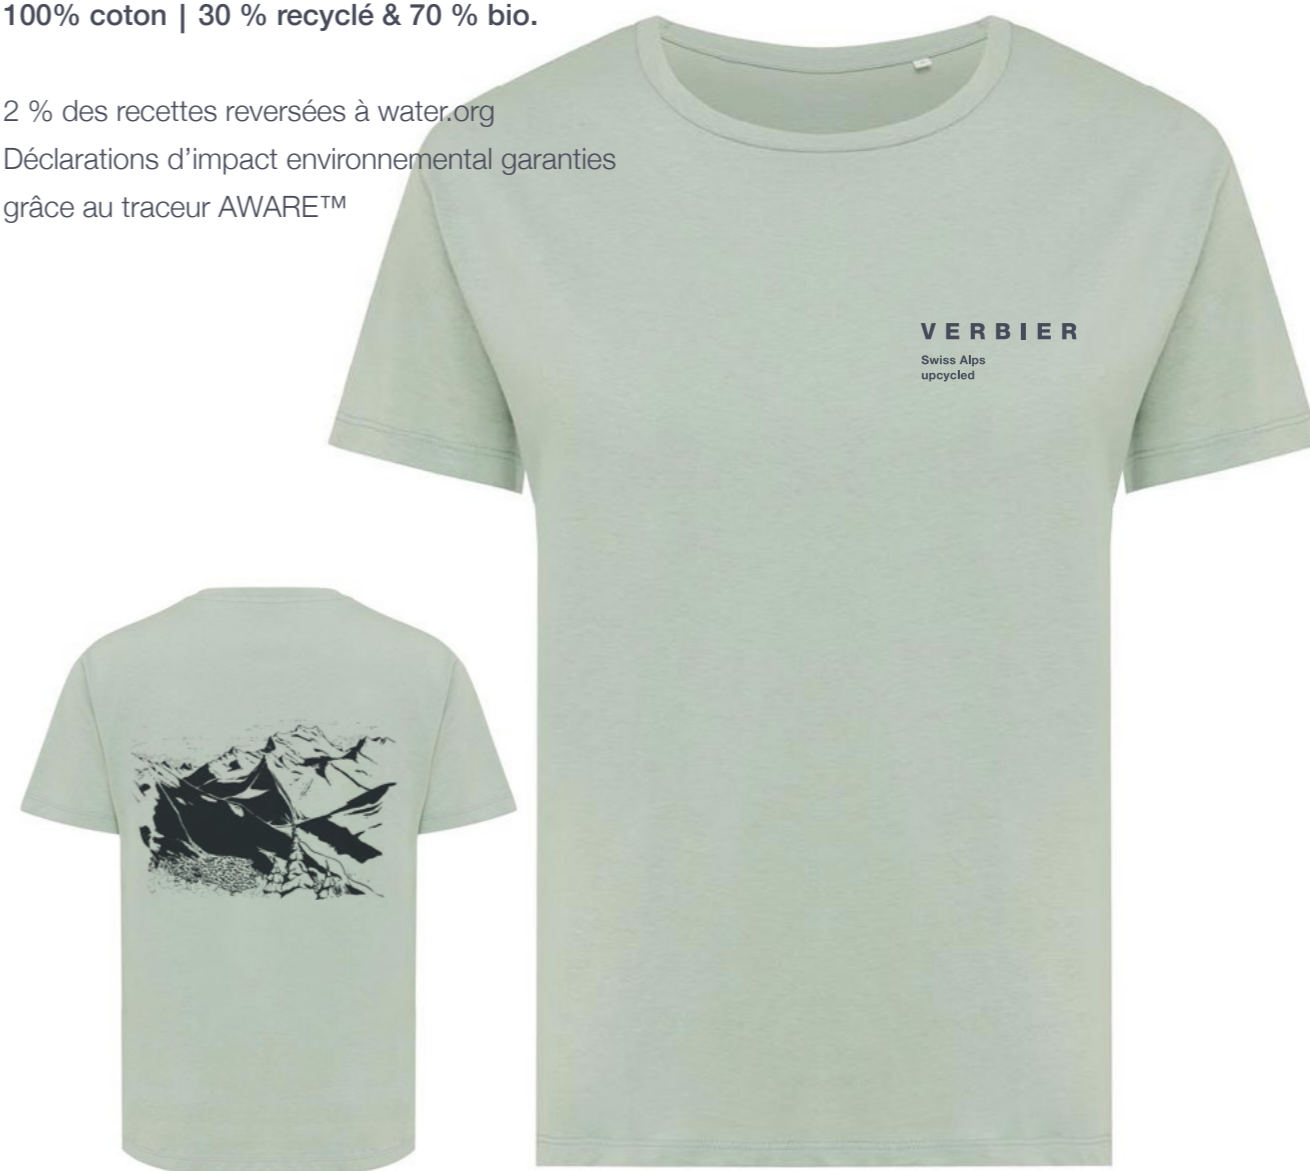 100% coton | 30 % recyclé & 70 % bio.
2 % des recettes reversées à water.org
Déclarations d’impact environnemental garanties
grâce au traceur AWARE™
VERBIER
Swiss Alps
upcycled